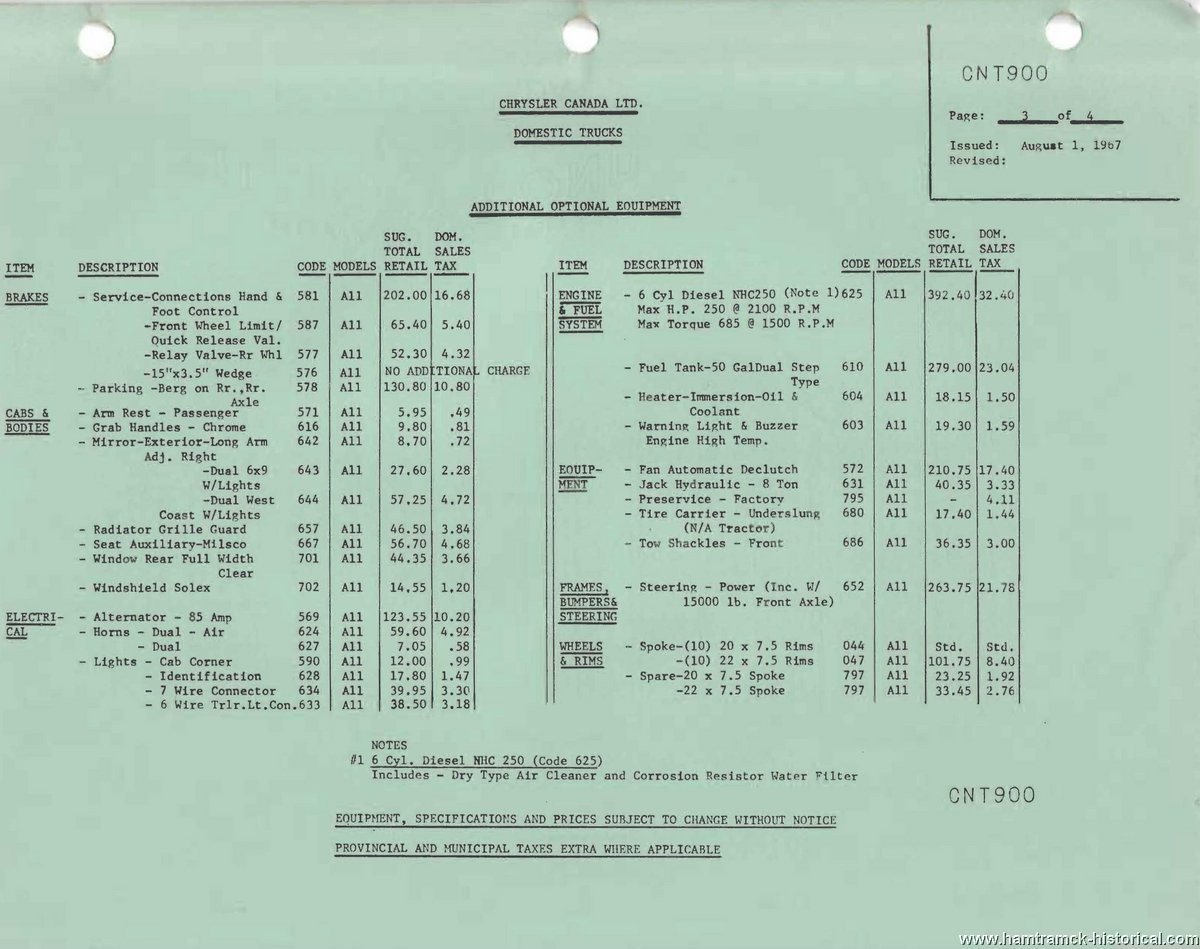 CNT900
Page: 3 of 4
Issued: August 1, 1967
Revised:
CHRYSLER CANADA LTD.
DOMESTIC TRUCKS
ADDITIONAL OPTIONAL EQUIPMENT
SUG. DOM.
TOTAL SALES
ITEM DESCRIPTION CODE MODELS RETAIL TAX
BRAKES - Service-Connections Hand & 581 All 202.00 16.68
Foot Control
-Front Wheel Limit/ 587 All 65.40 5.40
Quick Release Val.
-Relay Valve-Rr Whl 577 All 52.30 4.32
-15"x3.5" Wedge 576 All NO ADDITIONAL CHARGE
- Parking -Berg on Rr.,Rr. 578 All 130.80 10.80
Axle
CABS & - Arm Rest - Passenger 571 All 5.95 .49
BODIES - Grab Handles - Chrome 616 All 9.80 .81
- Mirror-Exterior-Long Arm 642 All 8.70 .72
Adj. Right
-Dual 6x9 643 All 27.60 2.28
W/Lights
-Dual West 644 All 57.25 4.72
Coast W/Lights
- Radiator Grille Guard 657 All 46.50 3.84
- Seat Auxiliary-Milsco 667 All 56.70 4.68
- Window Rear Full Width 701 All 44.35 3.66
Clear
- Windshield Solex 702 All 14.55 1.20
ELECTRI- - Alternator - 85 Amp 569 All 123.55 10.20
CAL - Horns - Dual - Air 624 All 59.60 4.92
- Dual 627 All 7.05 .58
- Lights - Cab Corner 590 All 12.00 .99
- Identification 628 All 17.80 1.47
- 7 Wire Connector 634 All 39.95 3.30
- 6 Wire Trlr.Lt.Con. 633 All 38.50 3.18
SUG. DOM.
TOTAL SALES
ITEM DESCRIPTION CODE MODELS RETAIL TAX
ENGINE - 6 Cyl Diesel NHC250 (Note 1) 625 All 392.40 32.40
& FUEL Max H.P. 250 @ 2100 R.P.M
SYSTEM Max Torque 685 @ 1500 R.P.M
- Fuel Tank-50 GalDual Step 610 All 279.00 23.04
Type
- Heater-Immersion-Oil & 604 All 18.15 1.50
Coolant
- Warning Light & Buzzer 603 All 19.30 1.59
Engine High Temp.
EQUIP- - Fan Automatic Declutch 572 All 210.75 17.40
MENT - Jack Hydraulic - 8 Ton 631 All 40.35 3.33
- Preservice - Factory 795 All - 4.11
- Tire Carrier - Underslung 680 All 17.40 1.44
(N/A Tractor)
- Tow Shackles - Front 686 All 36.35 3.00
FRAMES, - Steering - Power (Inc. W/ 652 All 263.75 21.78
BUMPERS& 15000 lb. Front Axle)
STEERING
WHEELS - Spoke-(10) 20 x 7.5 Rims 044 All Std. Std.
& RIMS -(10) 22 x 7.5 Rims 047 All 101.75 8.40
- Spare-20 x 7.5 Spoke 797 All 23.25 1.92
-22 x 7.5 Spoke 797 All 33.45 2.76
NOTES
#1 6 Cyl. Diesel NHC 250 (Code 625)
Includes - Dry Type Air Cleaner and Corrosion Resistor Water Filter
CNT900
EQUIPMENT, SPECIFICATIONS AND PRICES SUBJECT TO CHANGE WITHOUT NOTICE
PROVINCIAL AND MUNICIPAL TAXES EXTRA WHERE APPLICABLE
www.hamtramck-historical.com